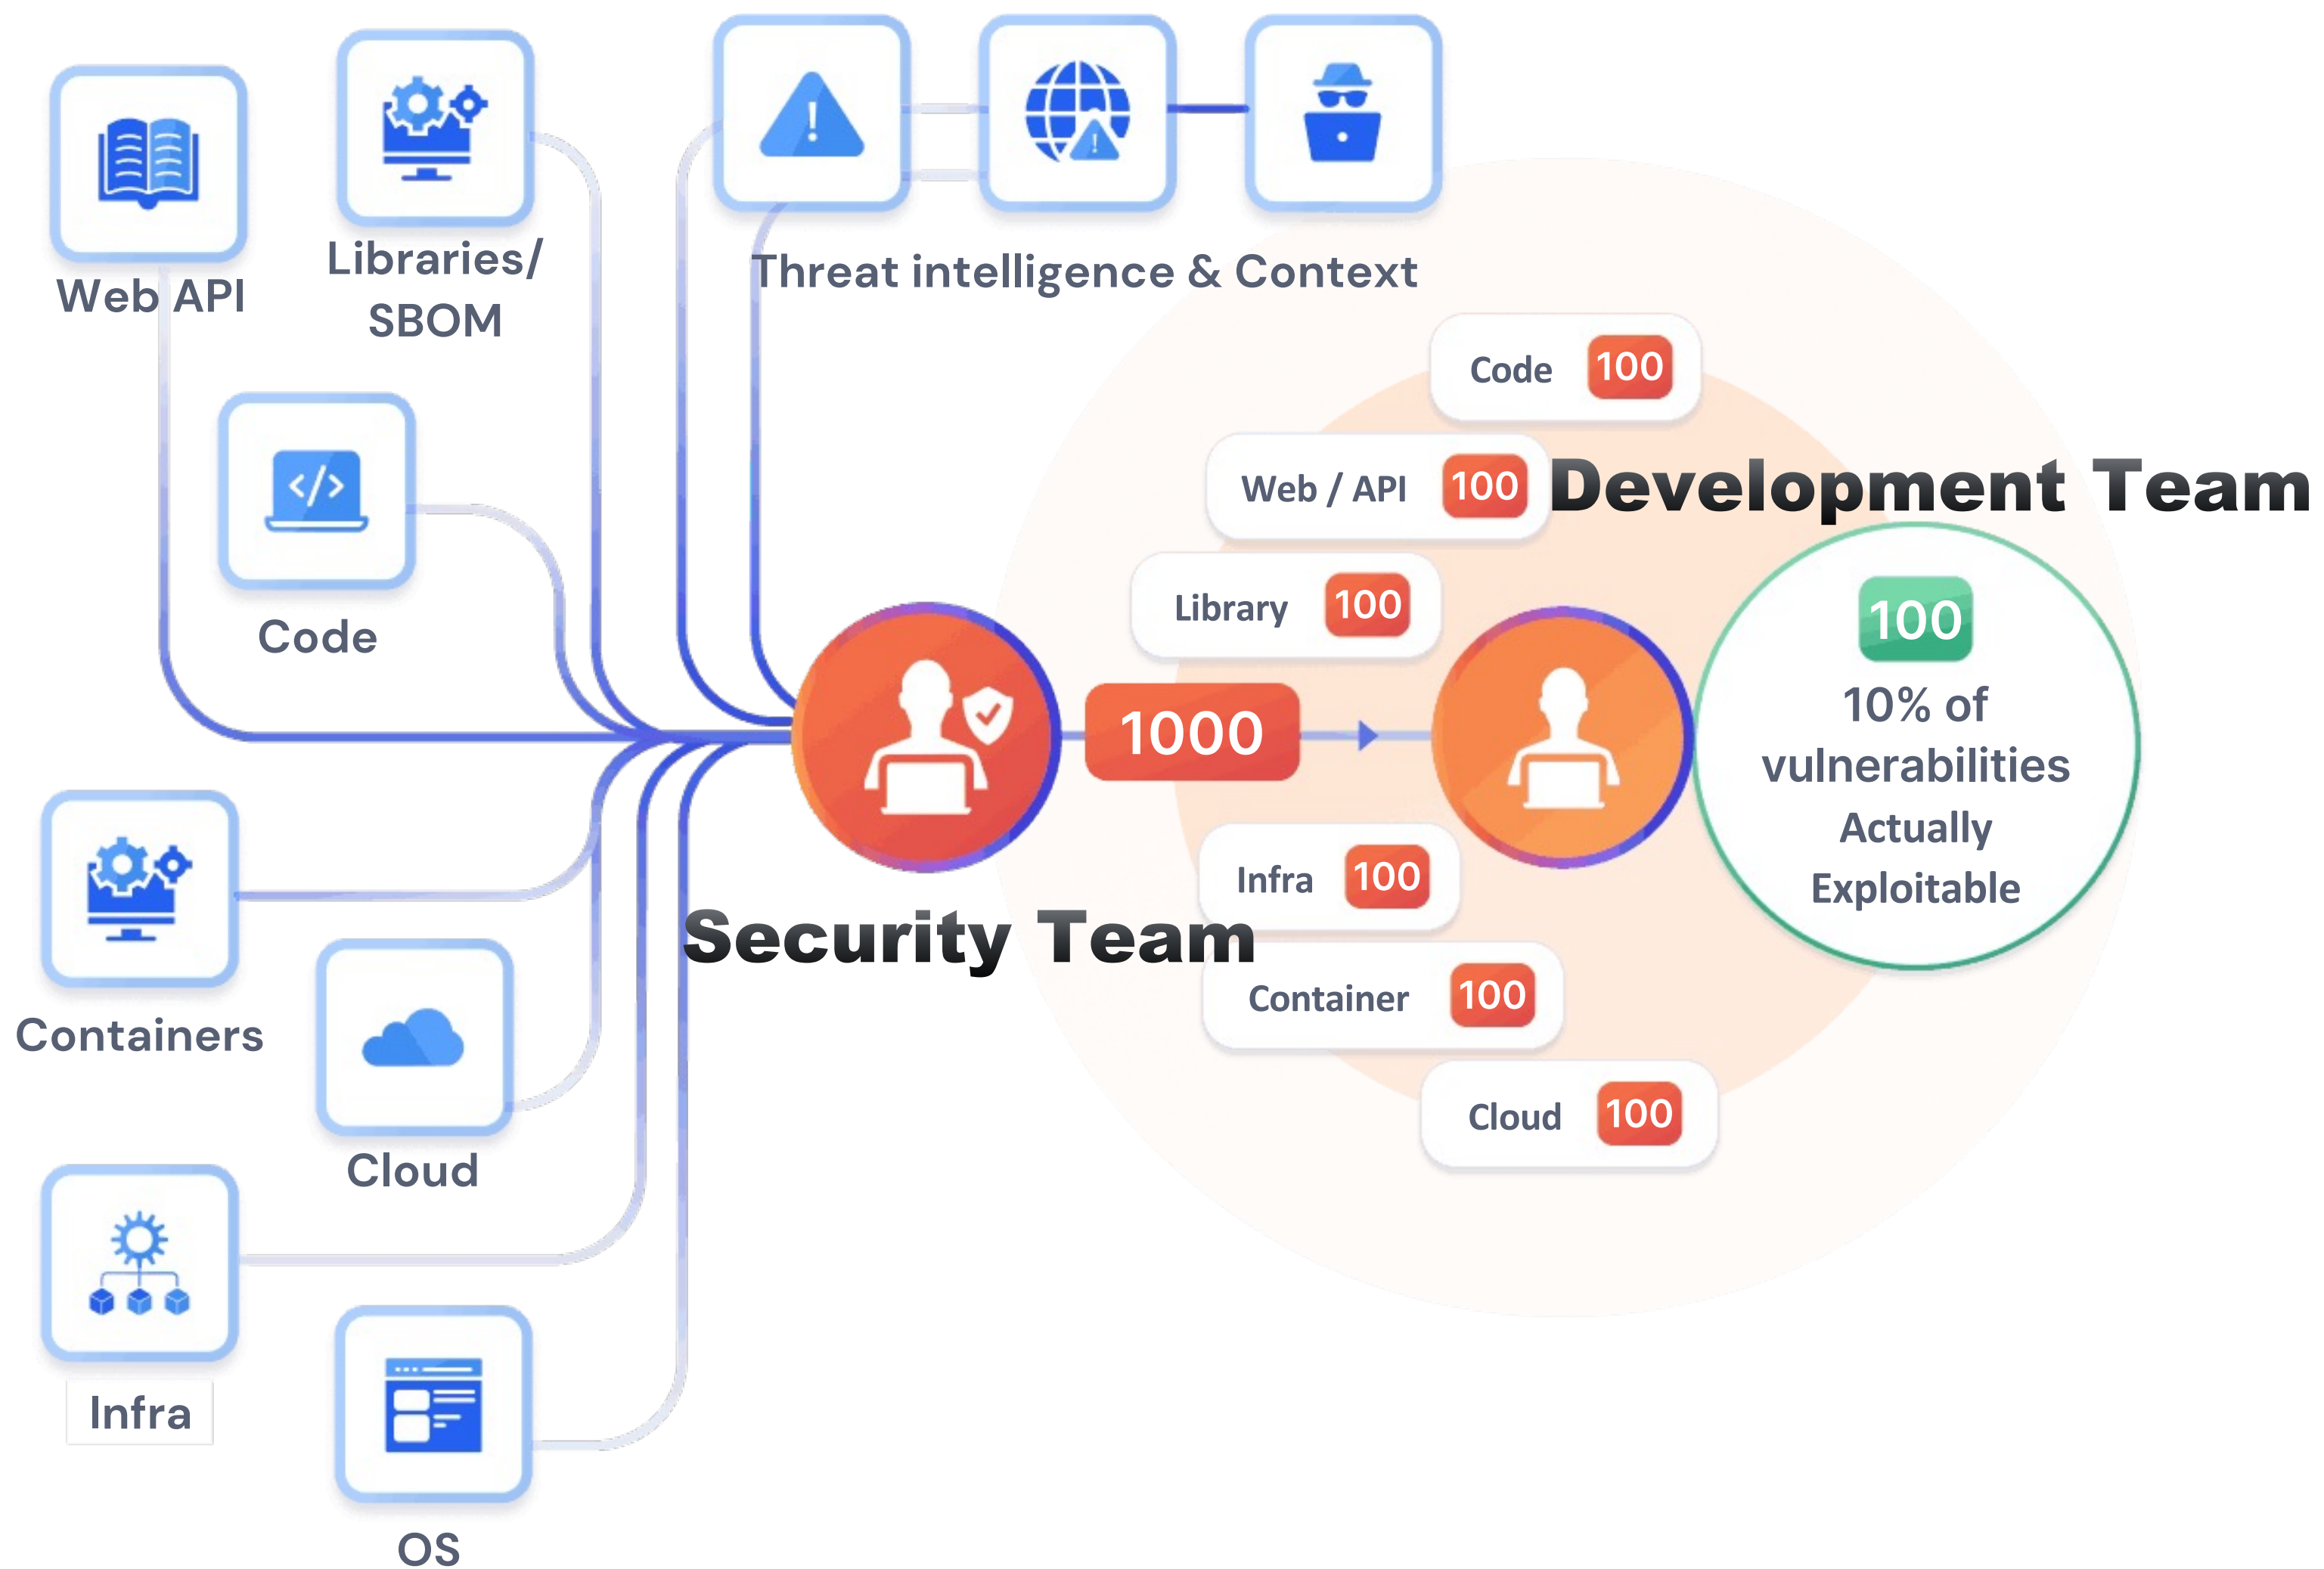 Web API
Libraries/
SBOM
Threat intelligence & Context
Code
Containers
Cloud
Infra
OS
Security Team
1000
Code 100
Web / API 100
Library 100
Infra 100
Container 100
Cloud 100
Development Team
100
10% of
vulnerabilities
Actually
Exploitable